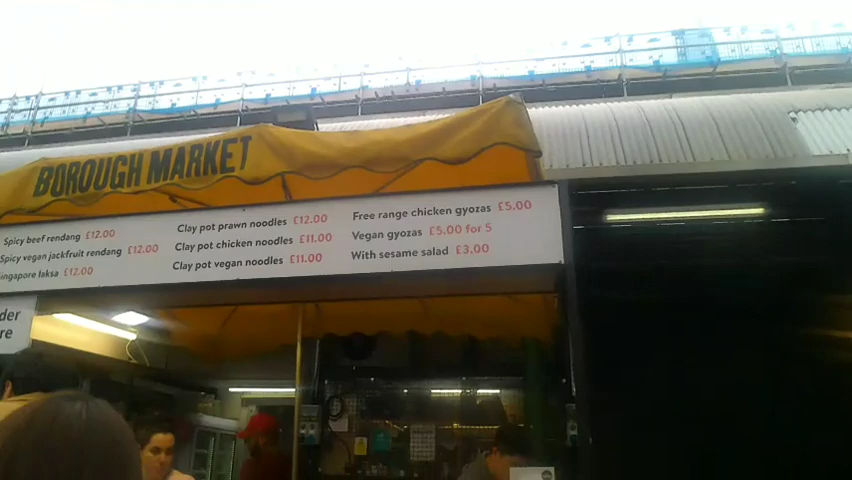 BOROUGH MARKET
Spicy beef rendang £12.00
Spicy vegan jackfruit rendang £12.00
ingapore laksa £12.00
Clay pot prawn noodles £12.00
Clay pot chicken noodles £11.00
Clay pot vegan noodles £11.00
Free range chicken gyozas £5.00
Vegan gyozas £5.00 for 5
With sesame salad £3.00
der
re